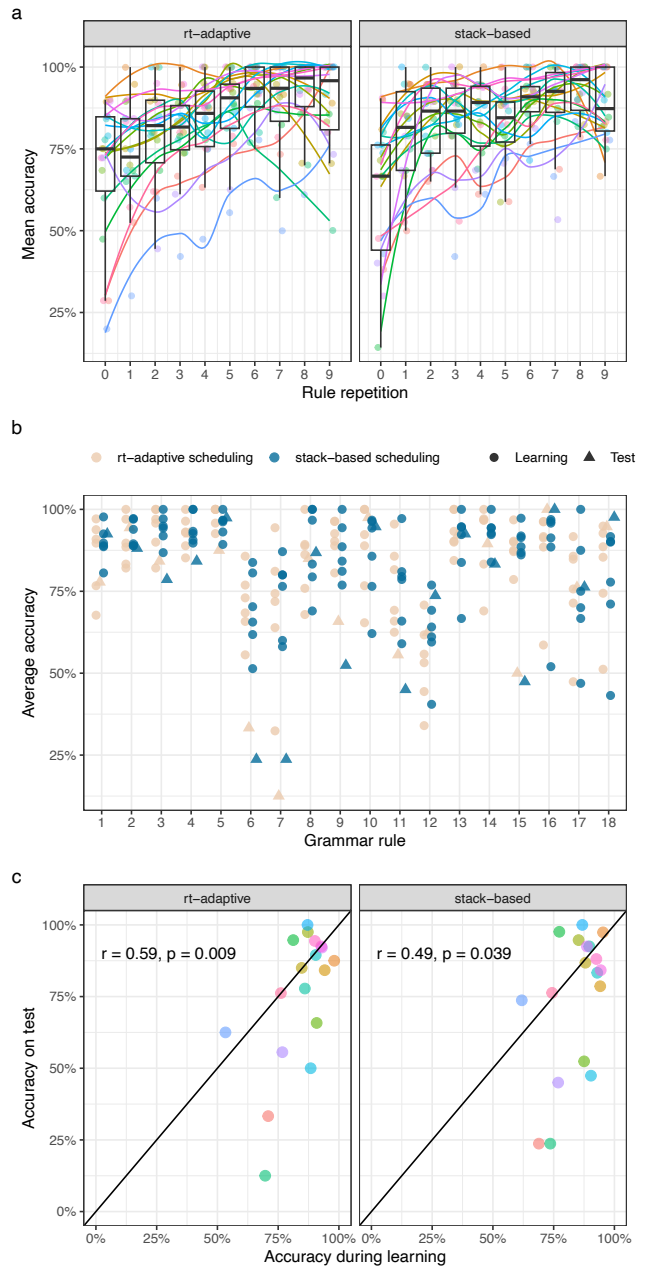 a
rt−adaptive stack−based
100%
75%
50%
25%
Mean accuracy
0 1 2 3 4 5 6 7 8 9 0 1 2 3 4 5 6 7 8 9
Rule repetition
b
rt−adaptive scheduling stack−based scheduling Learning Test
100%
75%
50%
25%
Average accuracy
1 2 3 4 5 6 7 8 9 10 11 12 13 14 15 16 17 18
Grammar rule
c
rt−adaptive stack−based
100%
75%
50%
25%
0%
Accuracy on test
r = 0.59, p = 0.009 r = 0.49, p = 0.039
0% 25% 50% 75% 100% 0% 25% 50% 75% 100%
Accuracy during learning